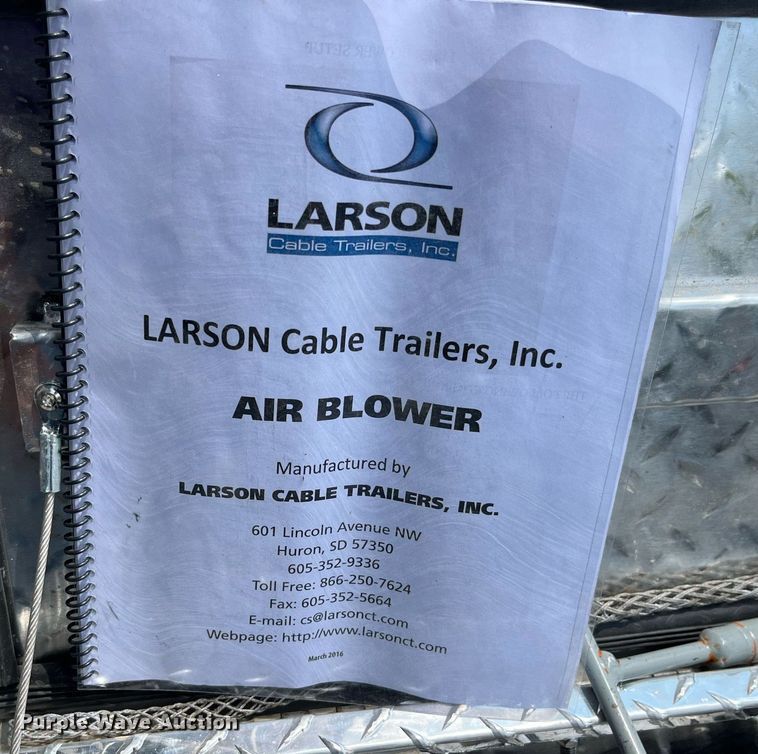 LARSON
Cable Trailers, Inc.
LARSON Cable Trailers, Inc.
AIR BLOWER
Manufactured by
LARSON CABLE TRAILERS, INC.
601 Lincoln Avenue NW
Huron, SD 57350
605-352-9336
Toll Free: 866-250-7624
Fax: 605-352-5664
E-mail: cs@larsonct.com
Webpage: http://www.larsonct.com
March 2016
Purple Wave Auction